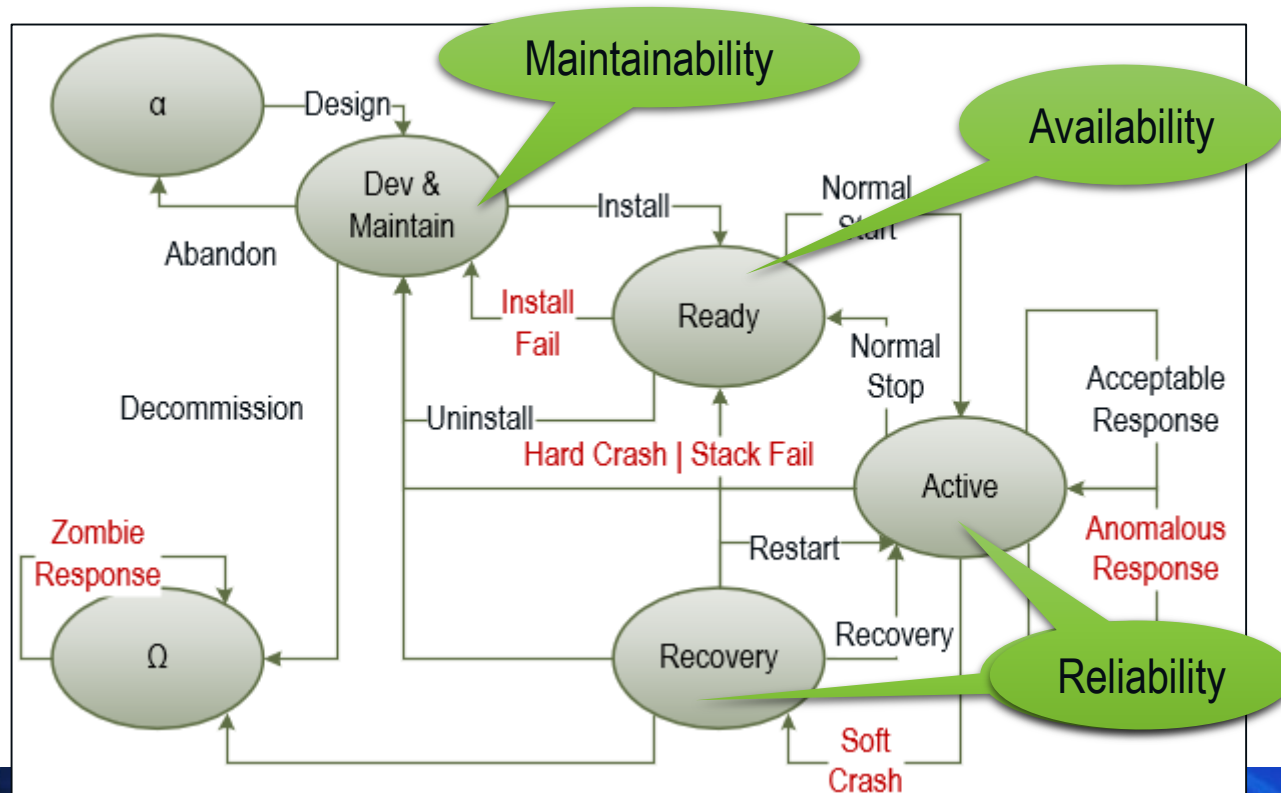 Maintainability
α
Design
Availability
Dev &
Maintain
Install
Normal
Start
Abandon
Install
Fail
Ready
Normal
Stop
Acceptable
Response
Decommission
Uninstall
Hard Crash | Stack Fail
Active
Zombie
Response
Restart
Anomalous
Response
Ω
Recovery
Recovery
Reliability
Soft
Crash